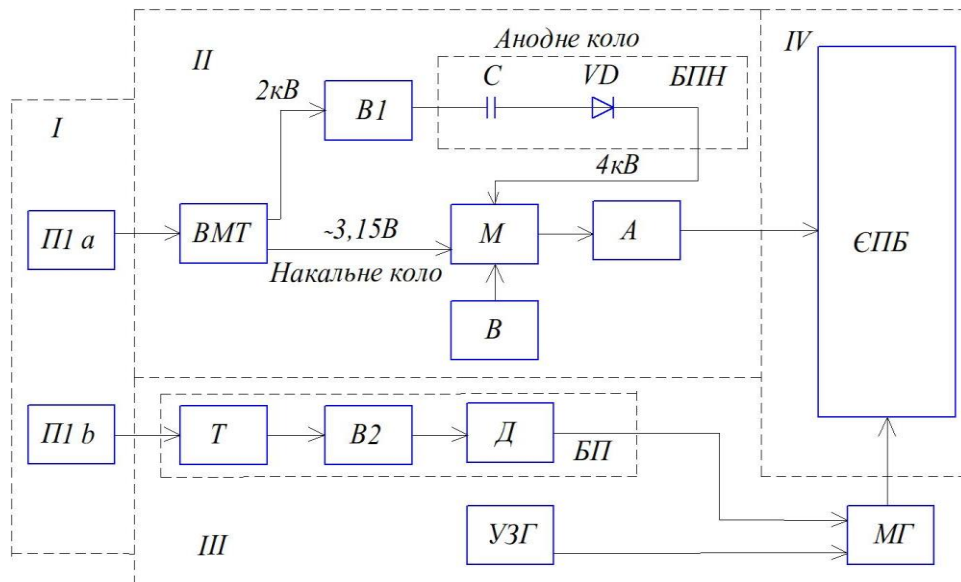 Анодне коло
II
IV
C
VD
БПН
2кВ
В1
I
4кВ
П1 а
ВМТ
~3,15В
М
А
ЄПБ
Накальне коло
В
П1 b
Т
В2
Д
БП
III
УЗГ
МГ